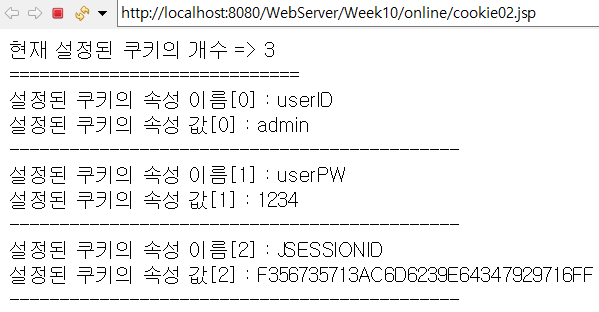 http://localhost:8080/WebServer/Week10/online/cookie02.jsp
현재 설정된 쿠키의 개수 => 3
=============================
설정된 쿠키의 속성 이름[0] : userID
설정된 쿠키의 속성 값[0] : admin
---------------------------------------------
설정된 쿠키의 속성 이름[1] : userPW
설정된 쿠키의 속성 값[1] : 1234
---------------------------------------------
설정된 쿠키의 속성 이름[2] : JSESSIONID
설정된 쿠키의 속성 값[2] : F356735713AC6D6239E64347929716FF
---------------------------------------------